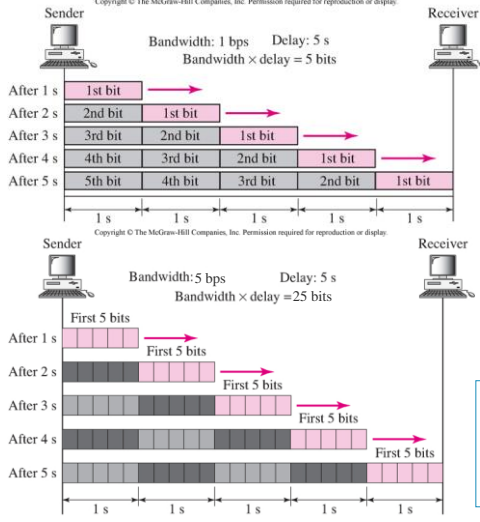 Copyright © The McGraw-Hill Companies, Inc. Permission required for reproduction or display.
Sender
Receiver
Bandwidth: 1 bps Delay: 5 s
Bandwidth × delay = 5 bits
After 1 s 1st bit
After 2 s 2nd bit 1st bit
After 3 s 3rd bit 2nd bit 1st bit
After 4 s 4th bit 3rd bit 2nd bit 1st bit
After 5 s 5th bit 4th bit 3rd bit 2nd bit 1st bit
1 s 1 s 1 s 1 s 1 s
Copyright © The McGraw-Hill Companies, Inc. Permission required for reproduction or display.
Sender
Receiver
Bandwidth: 5 bps Delay: 5 s
Bandwidth × delay = 25 bits
First 5 bits
After 1 s
First 5 bits
After 2 s
First 5 bits
After 3 s
First 5 bits
After 4 s
First 5 bits
After 5 s
1 s 1 s 1 s 1 s 1 s